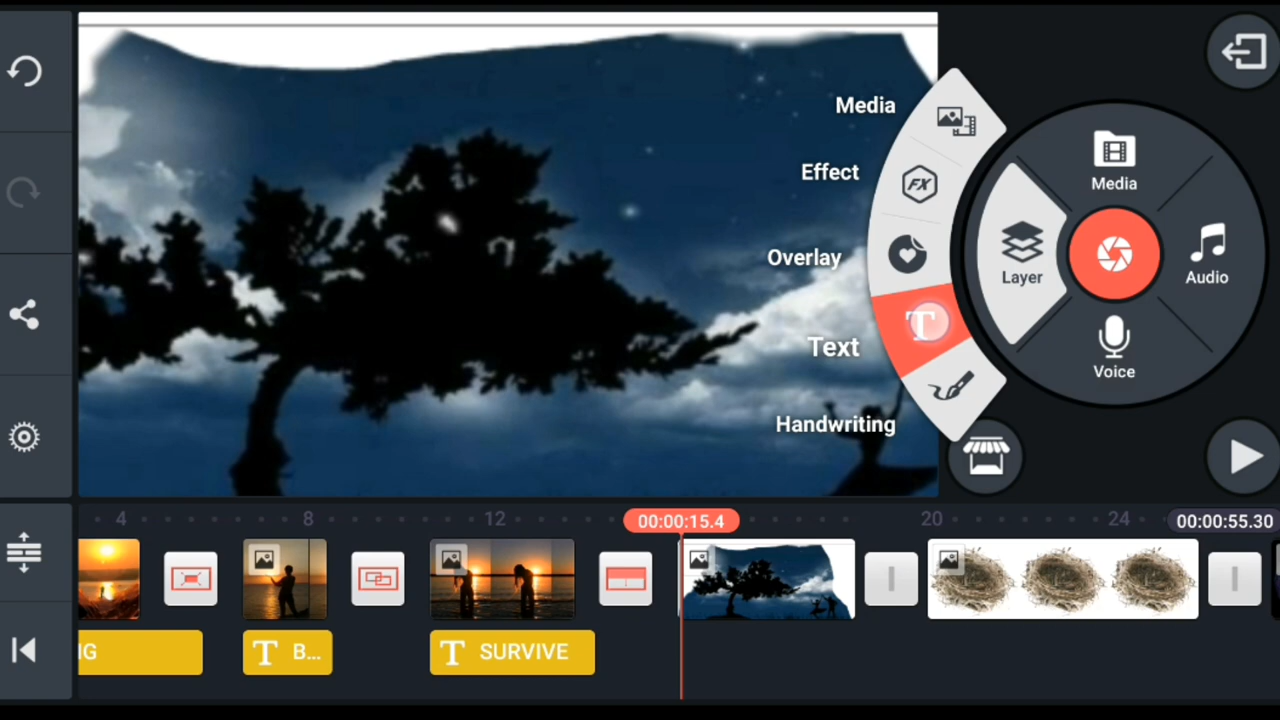 Media
Effect
FX
Overlay
Text
T
Handwriting
Media
Layer
Audio
Voice
4
8
12
00:00:15.4
20
24
00:00:55.30
IG
T B...
T SURVIVE